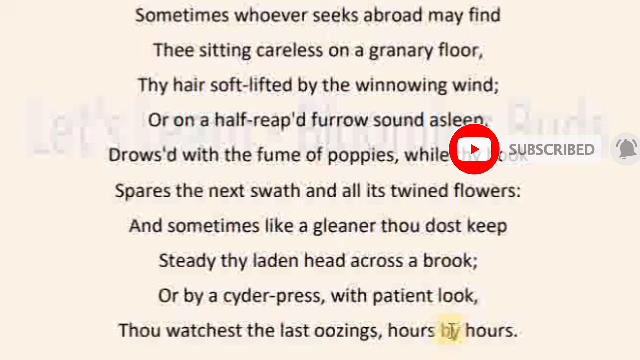 Sometimes whoever seeks abroad may find
Thee sitting careless on a granary floor,
Thy hair soft-lifted by the winnowing wind;
Or on a half-reap'd furrow sound asleep,
Drows'd with the fume of poppies, while thy hook
SUBSCRIBED
Spares the next swath and all its twined flowers:
And sometimes like a gleaner thou dost keep
Steady thy laden head across a brook;
Or by a cyder-press, with patient look,
Thou watchest the last oozings, hours by hours.